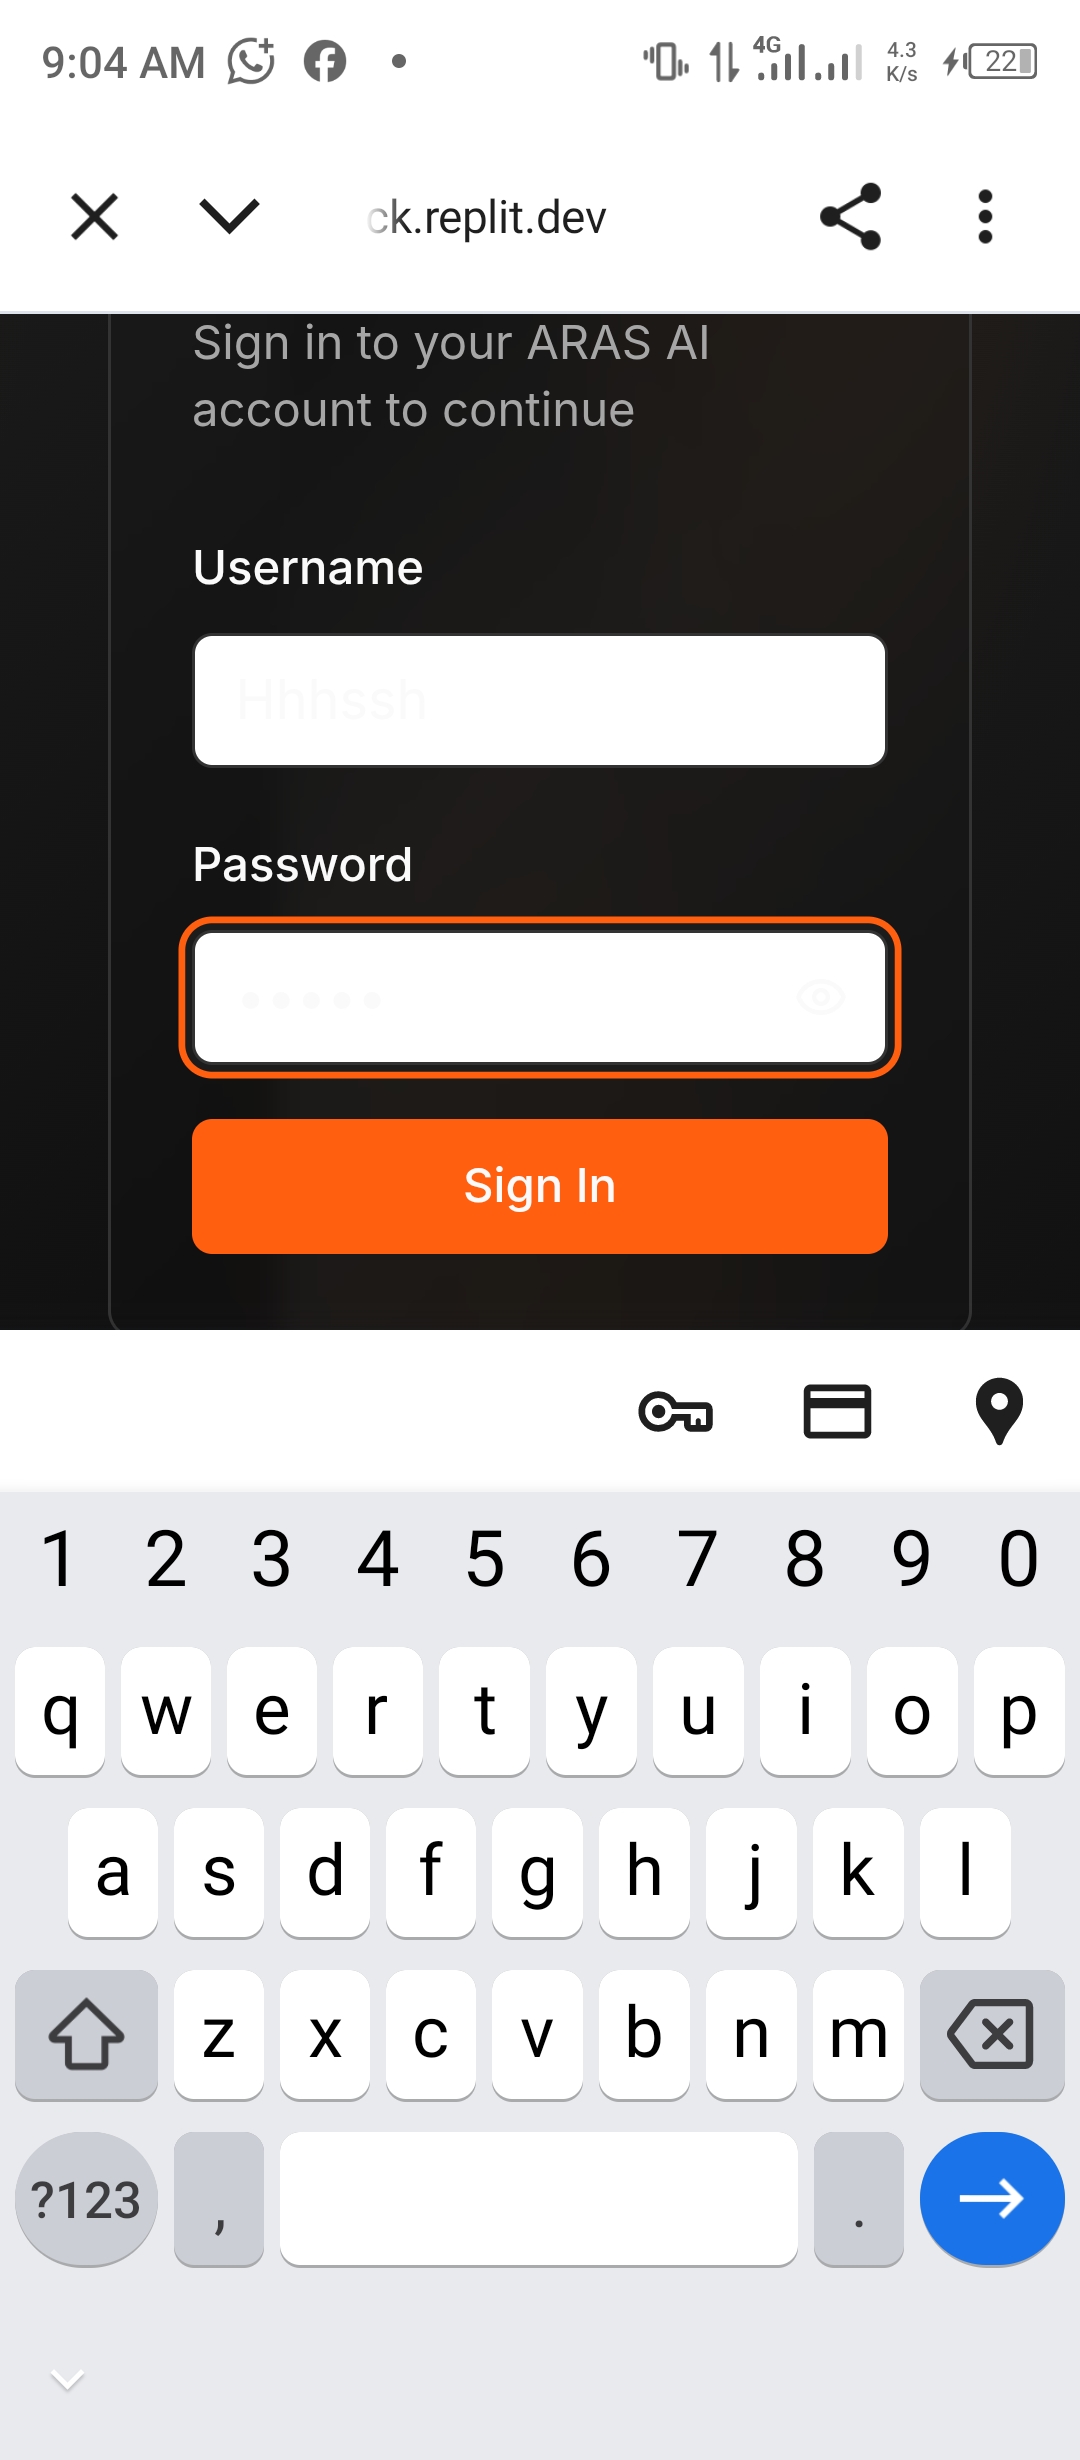 9:04 AM
4G
4.3
K/s
22
ck.replit.dev
Sign in to your ARAS AI
account to continue
Username
Hhhssh
Password
Sign In
1 2 3 4 5 6 7 8 9 0
q w e r t y u i o p
a s d f g h j k l
z x c v b n m
?123 , .